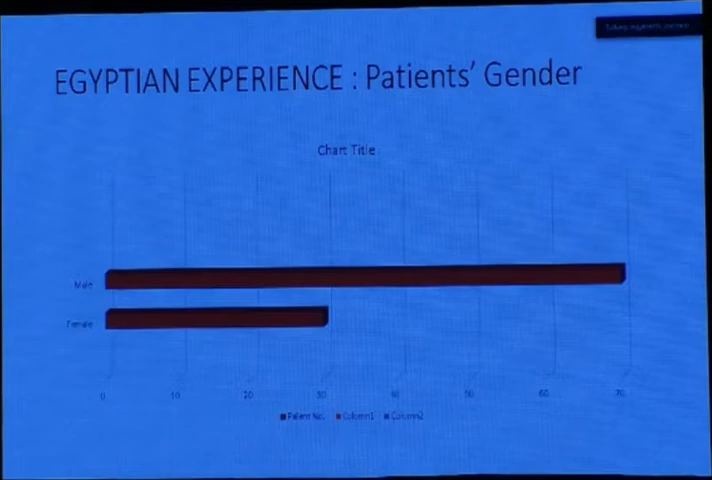 EGYPTIAN EXPERIENCE : Patients' Gender
Chart Title
Male
Female
0 10 20 30 40 50 60 70
Patient No. Column1 Column2